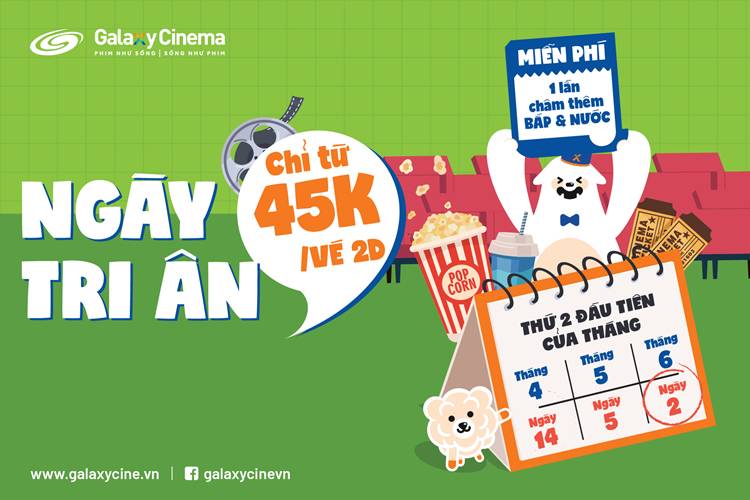 Galaxy Cinema
PHIM NHƯ SỐNG | SỐNG NHƯ PHIM
MIỄN PHÍ
1 lần
châm thêm
BẮP & NƯỚC
NGÀY
TRI ÂN
Chỉ từ
45K
/VÉ 2D
POP
CORN
CINEMA
TICKET
THỨ 2 ĐẦU TIÊN
CỦA THÁNG
Tháng 4
Tháng 5
Tháng 6
Ngày 14
Ngày 5
Ngày 2
www.galaxycine.vn | galaxycinevn